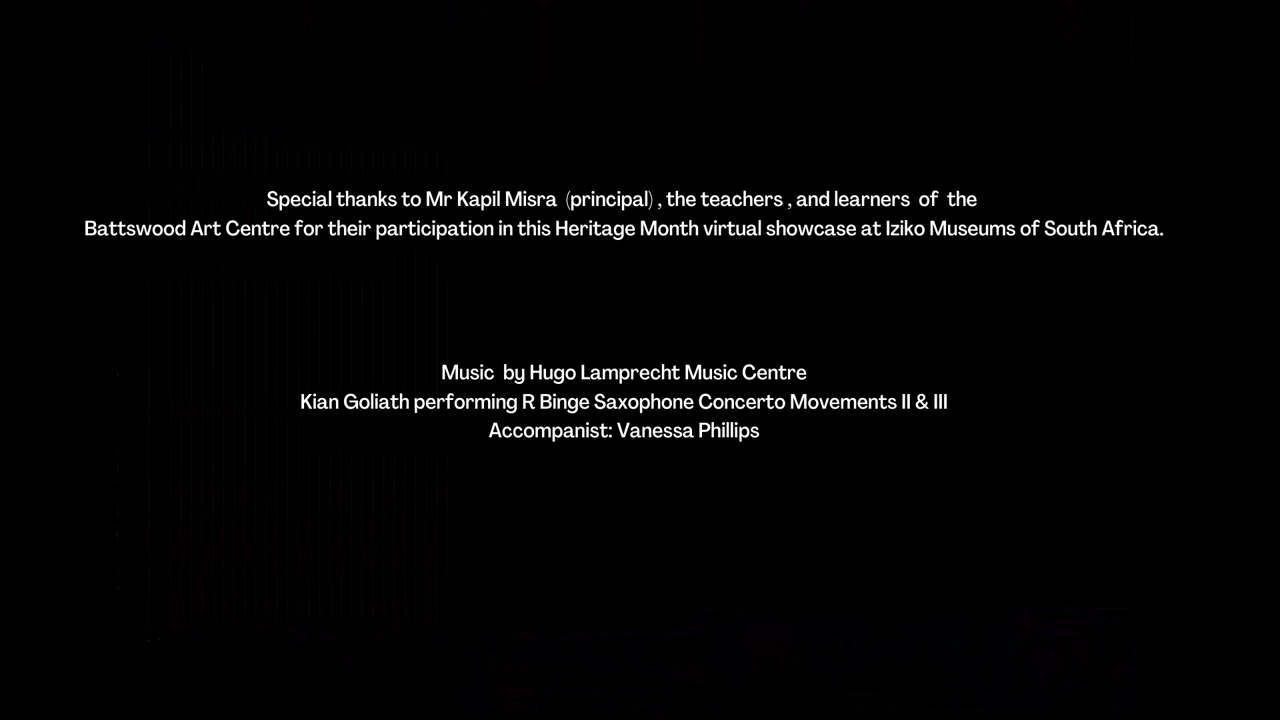 Special thanks to Mr Kapil Misra  (principal) , the teachers , and learners  of  the
Battswood Art Centre for their participation in this Heritage Month virtual showcase at Iziko Museums of South Africa.
Music  by Hugo Lamprecht Music Centre
Kian Goliath performing R Binge Saxophone Concerto Movements II & III
Accompanist: Vanessa Phillips